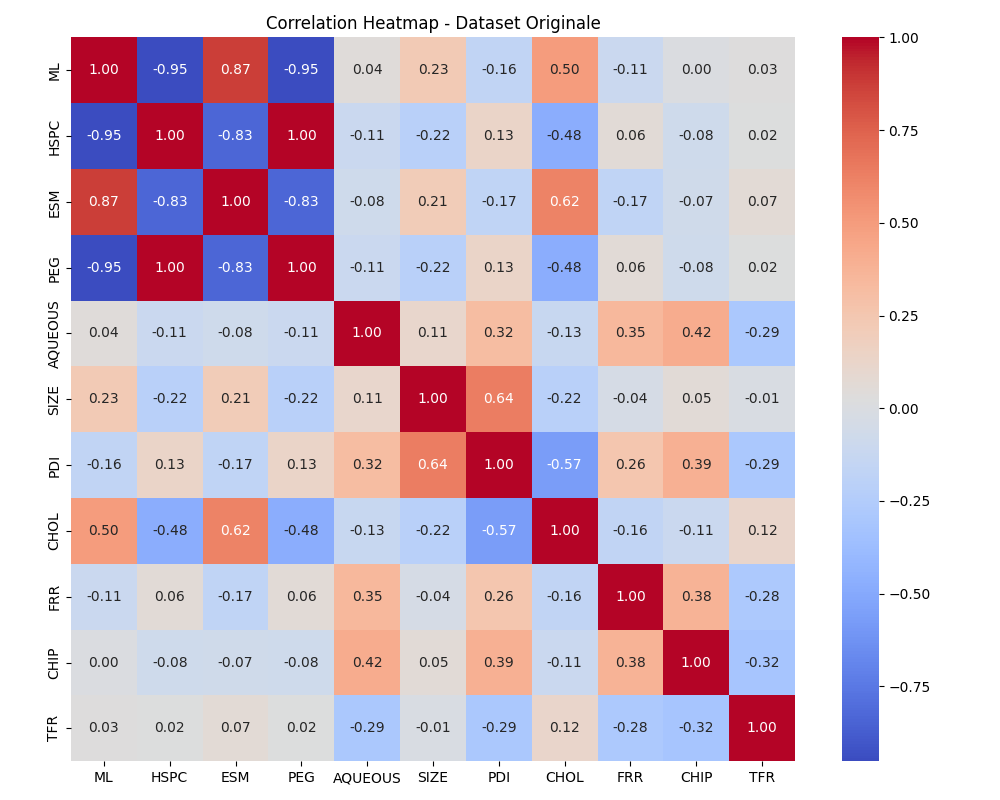 Correlation Heatmap - Dataset Originale
ML 1.00 -0.95 0.87 -0.95 0.04 0.23 -0.16 0.50 -0.11 0.00 0.03
HSPC -0.95 1.00 -0.83 1.00 -0.11 -0.22 0.13 -0.48 0.06 -0.08 0.02
ESM 0.87 -0.83 1.00 -0.83 -0.08 0.21 -0.17 0.62 -0.17 -0.07 0.07
PEG -0.95 1.00 -0.83 1.00 -0.11 -0.22 0.13 -0.48 0.06 -0.08 0.02
AQUEOUS 0.04 -0.11 -0.08 -0.11 1.00 0.11 0.32 -0.13 0.35 0.42 -0.29
SIZE 0.23 -0.22 0.21 -0.22 0.11 1.00 0.64 -0.22 -0.04 0.05 -0.01
PDI -0.16 0.13 -0.17 0.13 0.32 0.64 1.00 -0.57 0.26 0.39 -0.29
CHOL 0.50 -0.48 0.62 -0.48 -0.13 -0.22 -0.57 1.00 -0.16 -0.11 0.12
FRR -0.11 0.06 -0.17 0.06 0.35 -0.04 0.26 -0.16 1.00 0.38 -0.28
CHIP 0.00 -0.08 -0.07 -0.08 0.42 0.05 0.39 -0.11 0.38 1.00 -0.32
TFR 0.03 0.02 0.07 0.02 -0.29 -0.01 -0.29 0.12 -0.28 -0.32 1.00
ML HSPC ESM PEG AQUEOUS SIZE PDI CHOL FRR CHIP TFR
1.00
0.75
0.50
0.25
0.00
−0.25
−0.50
−0.75